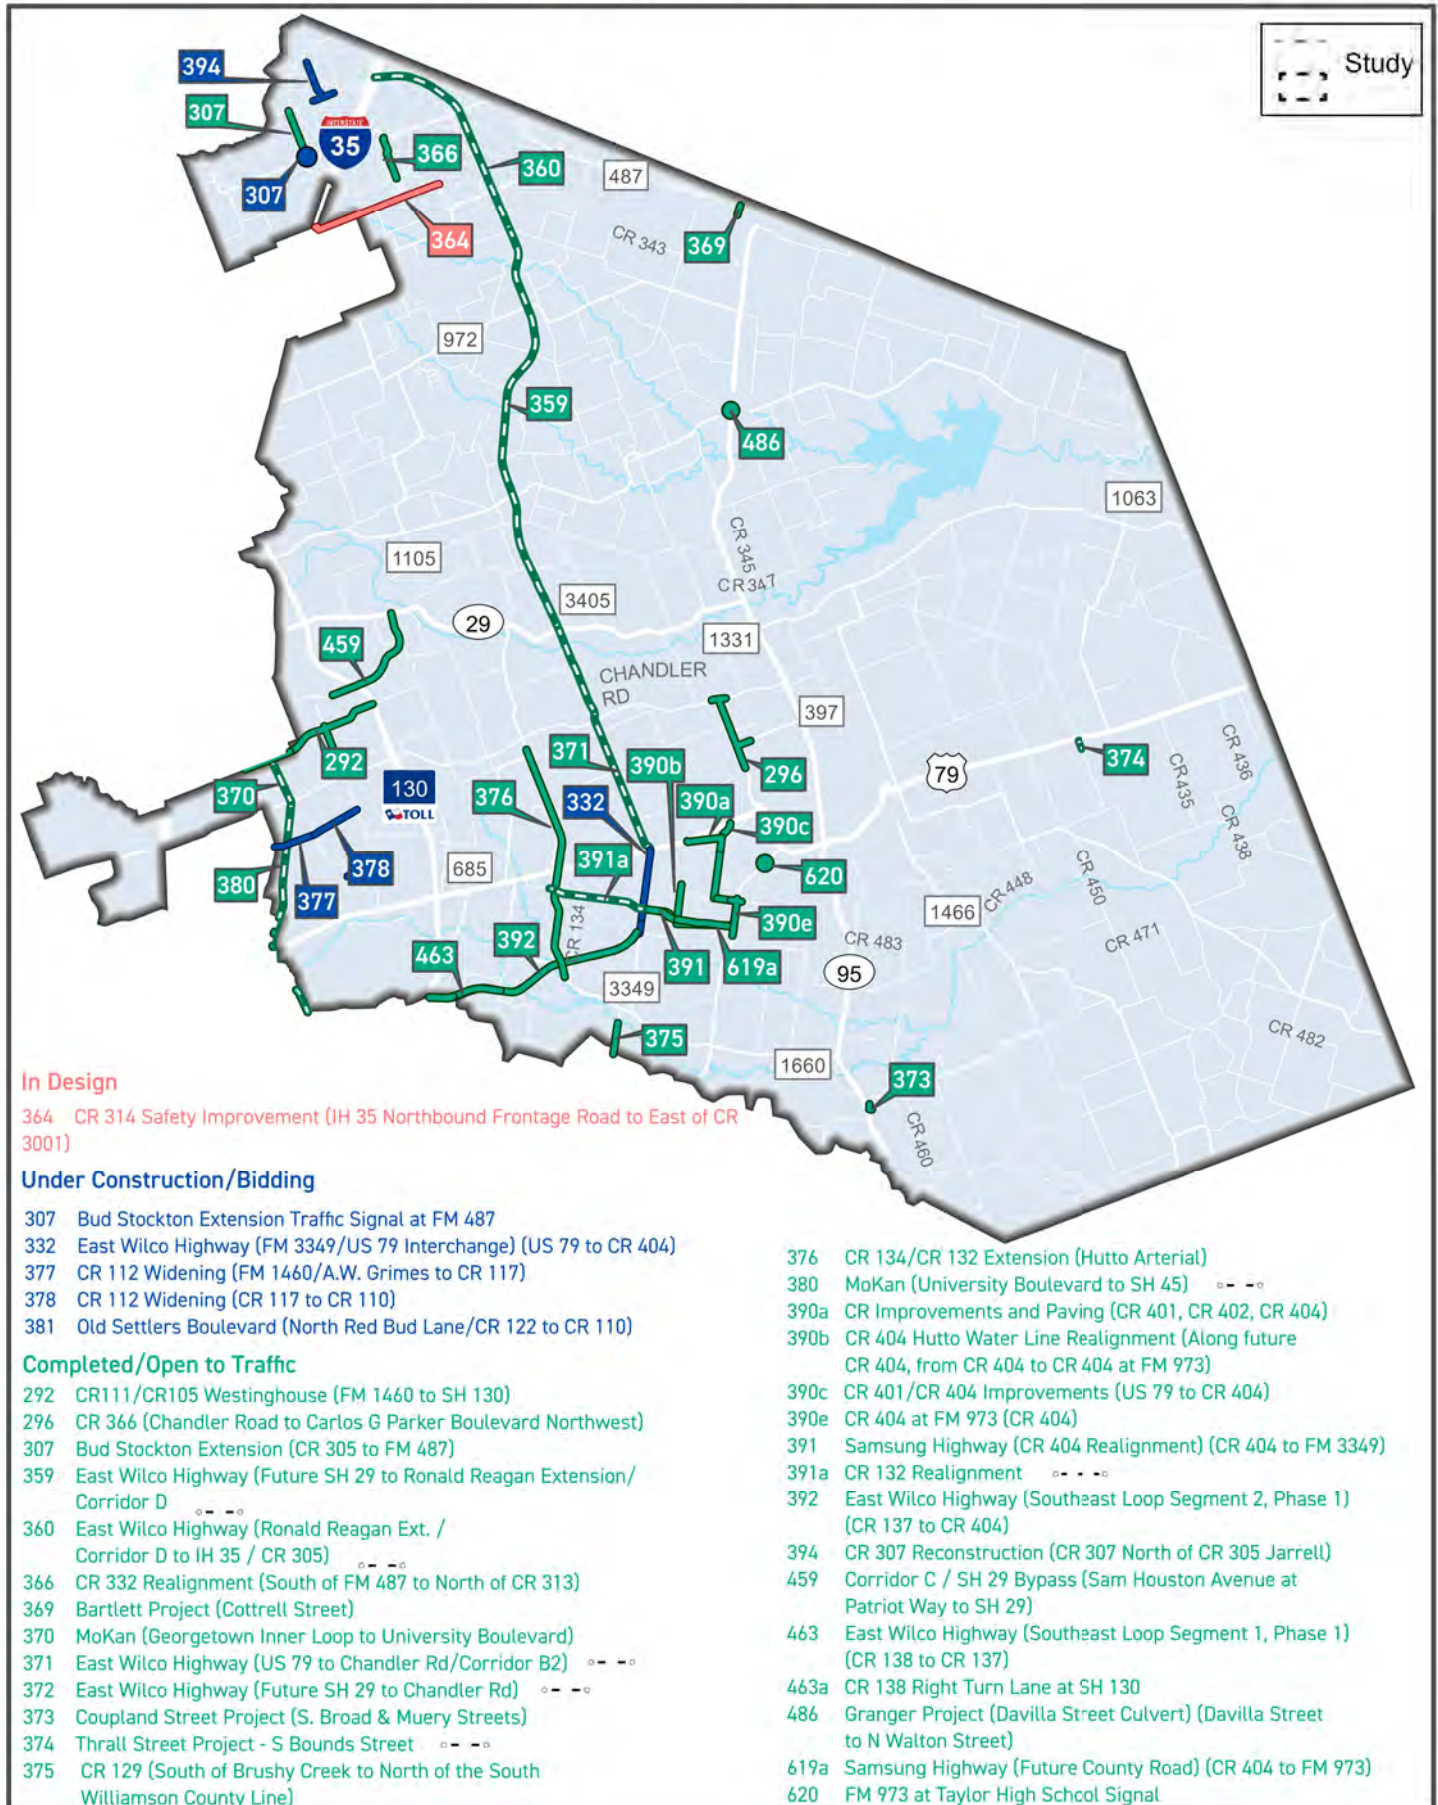 Study
394
307
INTERSTATE
35
366
360
487
307
364
CR 343
369
972
359
486
1063
CR 345
CR 347
1105
3405
29
1331
459
CHANDLER
RD
397
371
390b
296
79
374
CR 436
CR 435
292
130
TOLL
370
376
332
390a
390c
CR 438
378
391a
685
620
CR 450
CR 448
380
377
1466
390e
CR 134
CR 483
CR 471
463
392
391
619a
95
3349
375
CR 482
1660
373
CR 460
In Design
364 CR 314 Safety Improvement (IH 35 Northbound Frontage Road to East of CR
3001)
Under Construction/Bidding
307 Bud Stockton Extension Traffic Signal at FM 487
332 East Wilco Highway (FM 3349/US 79 Interchange) (US 79 to CR 404)
377 CR 112 Widening (FM 1460/A.W. Grimes to CR 117)
378 CR 112 Widening (CR 117 to CR 110)
381 Old Settlers Boulevard (North Red Bud Lane/CR 122 to CR 110)
Completed/Open to Traffic
292 CR111/CR105 Westinghouse (FM 1460 to SH 130)
296 CR 366 (Chandler Road to Carlos G Parker Boulevard Northwest)
307 Bud Stockton Extension (CR 305 to FM 487)
359 East Wilco Highway (Future SH 29 to Ronald Reagan Extension/
Corridor D
360 East Wilco Highway (Ronald Reagan Ext. /
Corridor D to IH 35 / CR 305)
366 CR 332 Realignment (South of FM 487 to North of CR 313)
369 Bartlett Project (Cottrell Street)
370 MoKan (Georgetown Inner Loop to University Boulevard)
371 East Wilco Highway (US 79 to Chandler Rd/Corridor B2)
372 East Wilco Highway (Future SH 29 to Chandler Rd)
373 Coupland Street Project (S. Broad & Muery Streets)
374 Thrall Street Project - S Bounds Street
375 CR 129 (South of Brushy Creek to North of the South
Williamson County Line)
376 CR 134/CR 132 Extension (Hutto Arterial)
380 MoKan (University Boulevard to SH 45)
390a CR Improvements and Paving (CR 401, CR 402, CR 404)
390b CR 404 Hutto Water Line Realignment (Along future
CR 404, from CR 404 to CR 404 at FM 973)
390c CR 401/CR 404 Improvements (US 79 to CR 404)
390e CR 404 at FM 973 (CR 404)
391 Samsung Highway (CR 404 Realignment) (CR 404 to FM 3349)
391a CR 132 Realignment
392 East Wilco Highway (Southeast Loop Segment 2, Phase 1)
(CR 137 to CR 404)
394 CR 307 Reconstruction (CR 307 North of CR 305 Jarrell)
459 Corridor C / SH 29 Bypass (Sam Houston Avenue at
Patriot Way to SH 29)
463 East Wilco Highway (Southeast Loop Segment 1, Phase 1)
(CR 138 to CR 137)
463a CR 138 Right Turn Lane at SH 130
486 Granger Project (Davilla Street Culvert) (Davilla Street
to N Walton Street)
619a Samsung Highway (Future County Road) (CR 404 to FM 973)
620 FM 973 at Taylor High School Signal